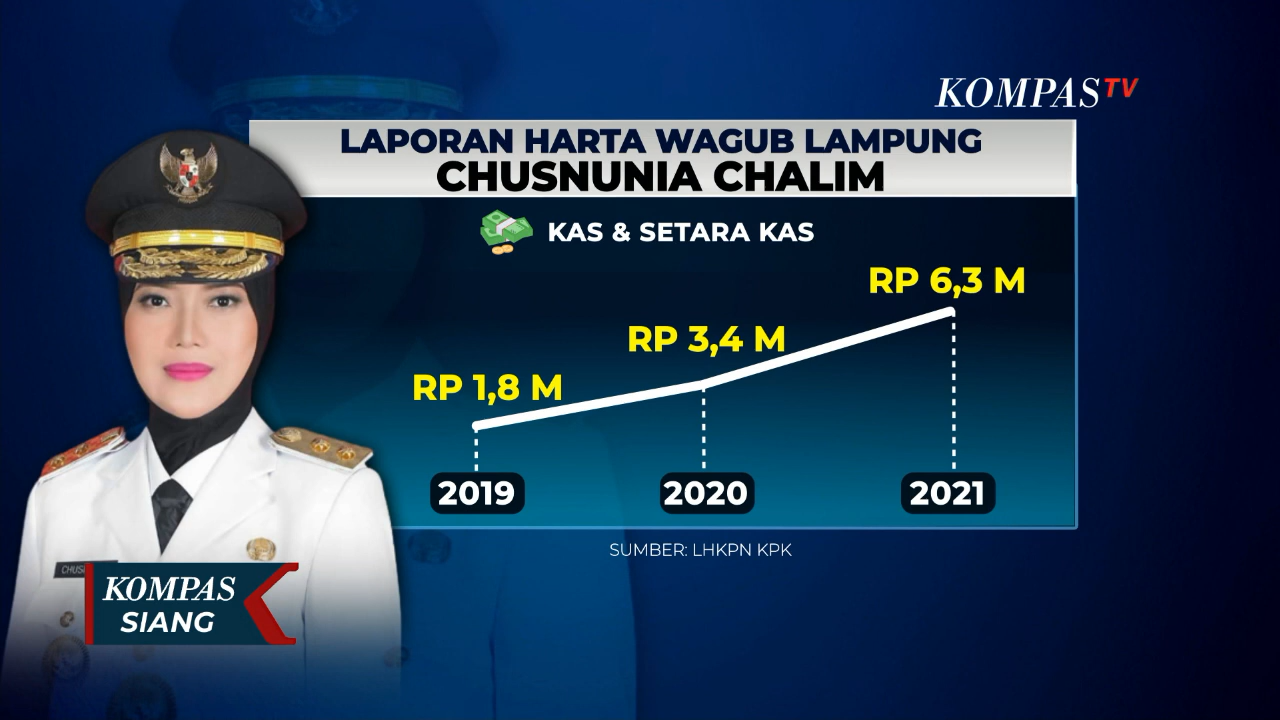 KOMPASTV
LAPORAN HARTA WAGUB LAMPUNG
CHUSNUNIA CHALIM
KAS & SETARA KAS
RP 6,3 M
RP 3,4 M
RP 1,8 M
2019
2020
2021
SUMBER: LHKPN KPK
KOMPAS
SIANG